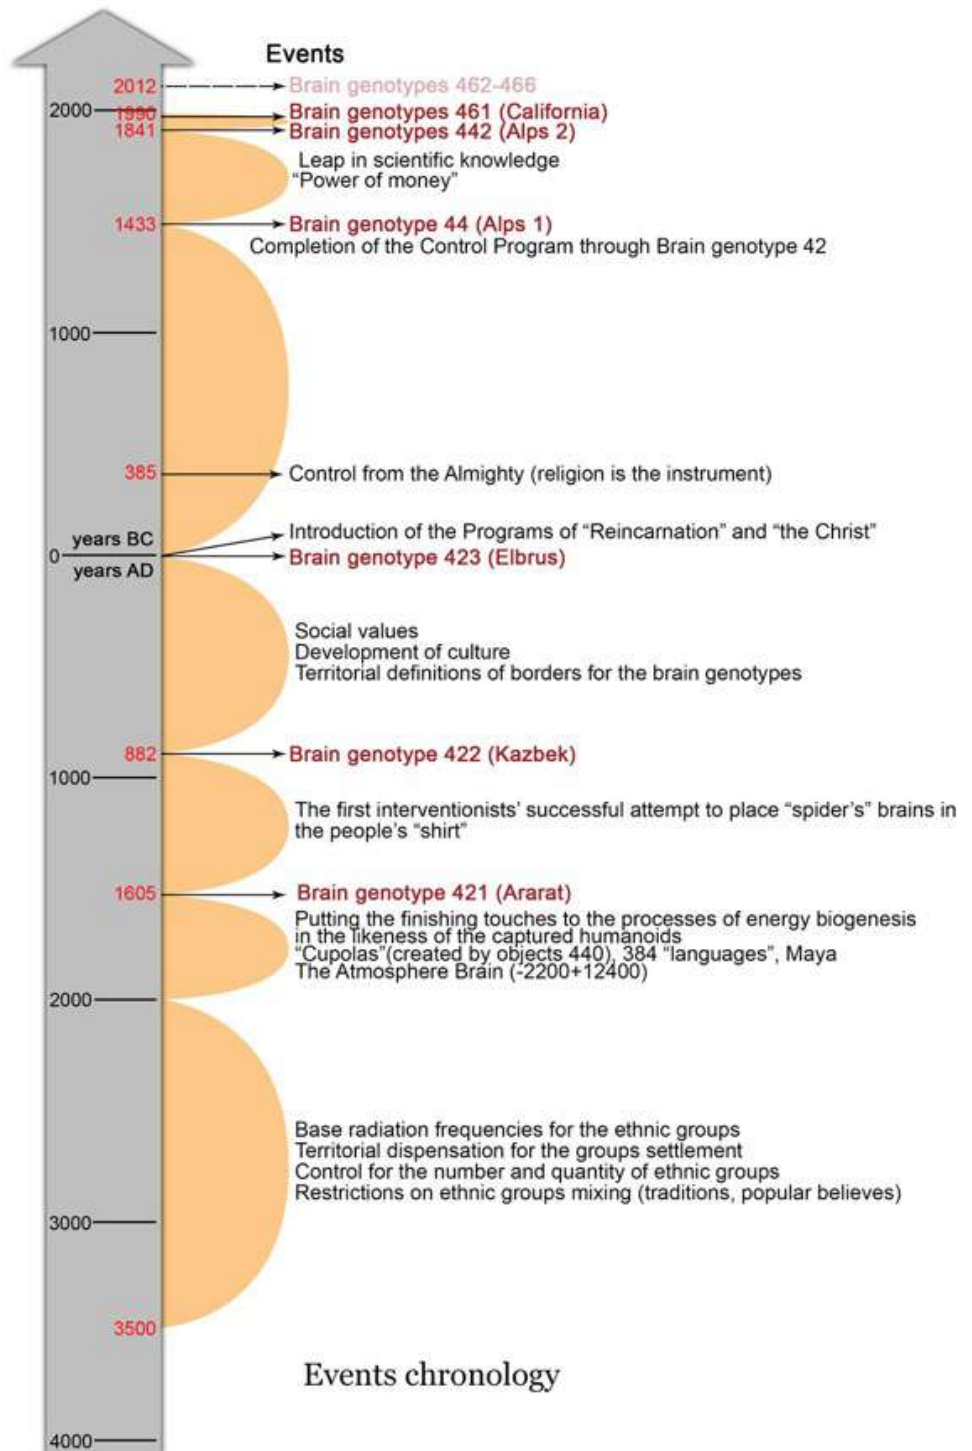 Events
2012 Brain genotypes 462-466
2000
1990 Brain genotypes 461 (California)
1841 Brain genotypes 442 (Alps 2)
Leap in scientific knowledge
“Power of money”
1433 Brain genotype 44 (Alps 1)
Completion of the Control Program through Brain genotype 42
1000
385 Control from the Almighty (religion is the instrument)
Introduction of the Programs of “Reincarnation” and “the Christ”
years BC
0 Brain genotype 423 (Elbrus)
years AD
Social values
Development of culture
Territorial definitions of borders for the brain genotypes
882 Brain genotype 422 (Kazbek)
1000
The first interventionists’ successful attempt to place “spider’s” brains in
the people’s “shirt”
1605 Brain genotype 421 (Ararat)
Putting the finishing touches to the processes of energy biogenesis
in the likeness of the captured humanoids
“Cupolas”(created by objects 440), 384 “languages”, Maya
The Atmosphere Brain (-2200+12400)
2000
Base radiation frequencies for the ethnic groups
Territorial dispensation for the groups settlement
Control for the number and quantity of ethnic groups
Restrictions on ethnic groups mixing (traditions, popular believes)
3000
3500
Events chronology
4000